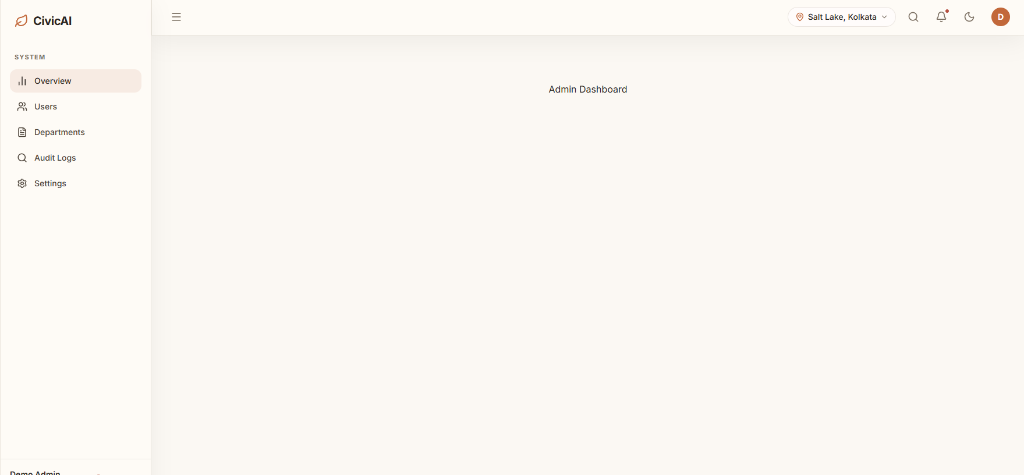 CivicAI
Salt Lake, Kolkata
D
SYSTEM
Overview
Users
Departments
Audit Logs
Settings
Admin Dashboard
Demo Admin